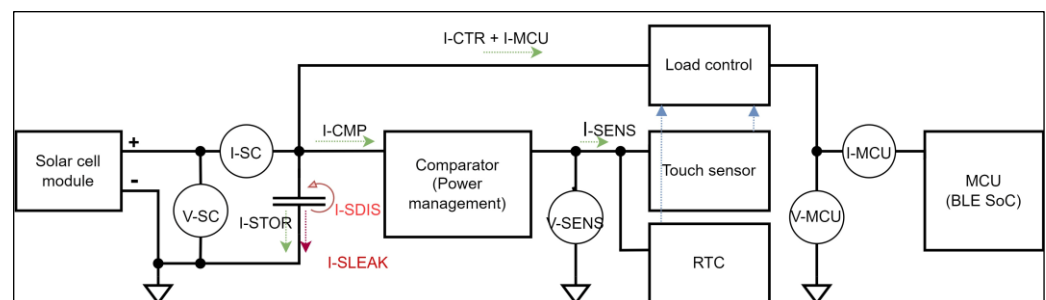 I-CTR + I-MCU
Load control
+
I-CMP
I-SENS
Solar cell
module
I-SC
Comparator
(Power
management)
Touch sensor
I-MCU
MCU
(BLE SoC)
-
V-SC
I-STOR
I-SDIS
V-SENS
V-MCU
I-SLEAK
RTC